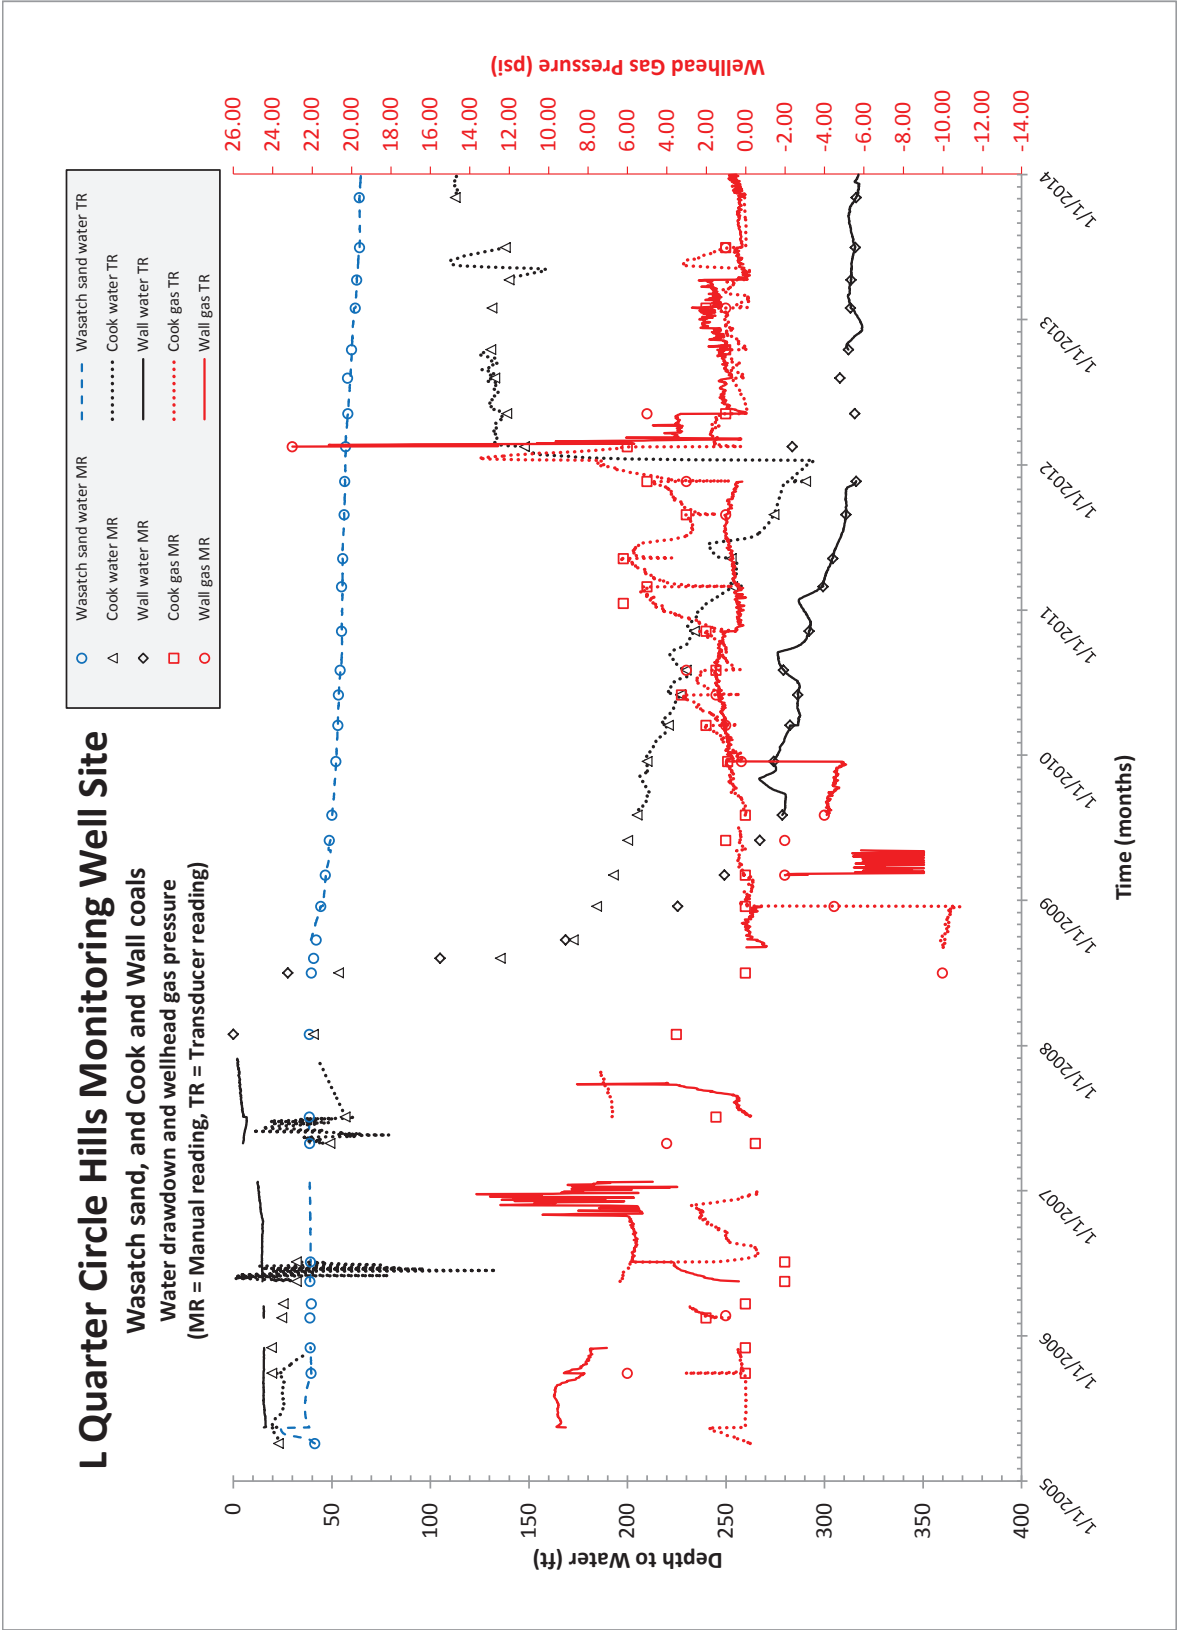 L Quarter Circle Hills Monitoring Well Site
Wasatch sand, and Cook and Wall coals
Water drawdown and wellhead gas pressure
(MR = Manual reading, TR = Transducer reading)
Wasatch sand water MR
Wasatch sand water TR
Cook water MR
Cook water TR
Wall water MR
Wall water TR
Cook gas MR
Cook gas TR
Wall gas MR
Wall gas TR
Depth to Water (ft)
0
50
100
150
200
250
300
350
400
Wellhead Gas Pressure (psi)
26.00
24.00
22.00
20.00
18.00
16.00
14.00
12.00
10.00
8.00
6.00
4.00
2.00
0.00
-2.00
-4.00
-6.00
-8.00
-10.00
-12.00
-14.00
1/1/2005
1/1/2006
1/1/2007
1/1/2008
1/1/2009
1/1/2010
1/1/2011
1/1/2012
1/1/2013
1/1/2014
Time (months)